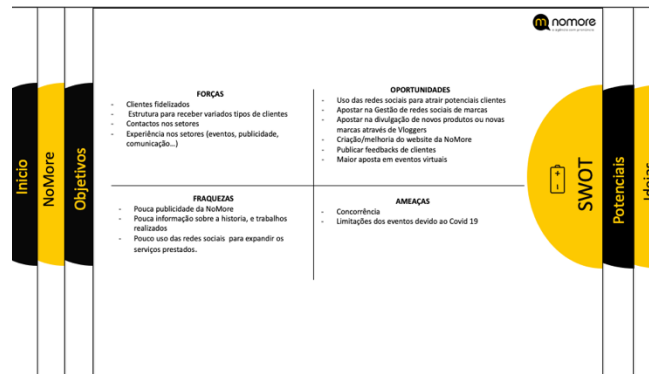 nomore
Inicio
NoMore
Objetivos
FORÇAS
- Clientes fidelizados
- Estrutura para receber variados tipos de clientes
- Contactos nos setores
- Experiência nos setores (eventos, publicidade,
comunicação...)
OPORTUNIDADES
- Uso das redes sociais para atrair potenciais clientes
- Apostar na Gestão de redes sociais de marcas
- Apostar na divulgação de novos produtos ou novas
marcas através de Vloggers
- Criação/melhoria do website da NoMore
- Publicar feedbacks de clientes
- Maior aposta em eventos virtuais
FRAQUEZAS
- Pouca publicidade da NoMore
- Pouca información sobre a historia, e trabalhos
realizados
- Pouco uso das redes sociais para expandir os
serviços prestados.
AMEAÇAS
- Concorrência
- Limitações dos eventos devido ao Covid 19
SWOT
Potenciais